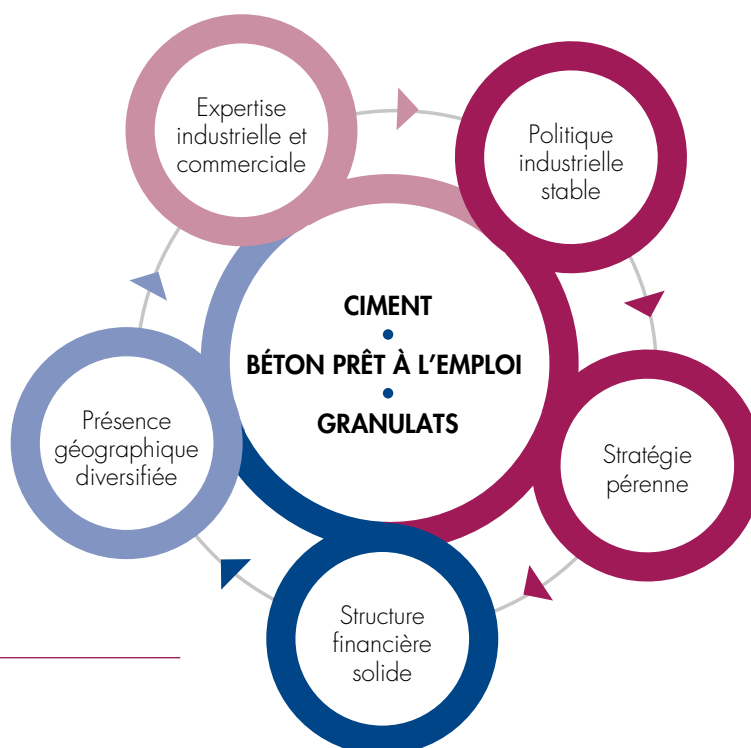 Expertise
industrielle et
commerciale
Politique
industrielle
stable
CIMENT
•
BÉTON PRÊT À L’EMPLOI
•
GRANULATS
Présence
géographique
diversifiée
Stratégie
pérenne
Structure
financière
solide